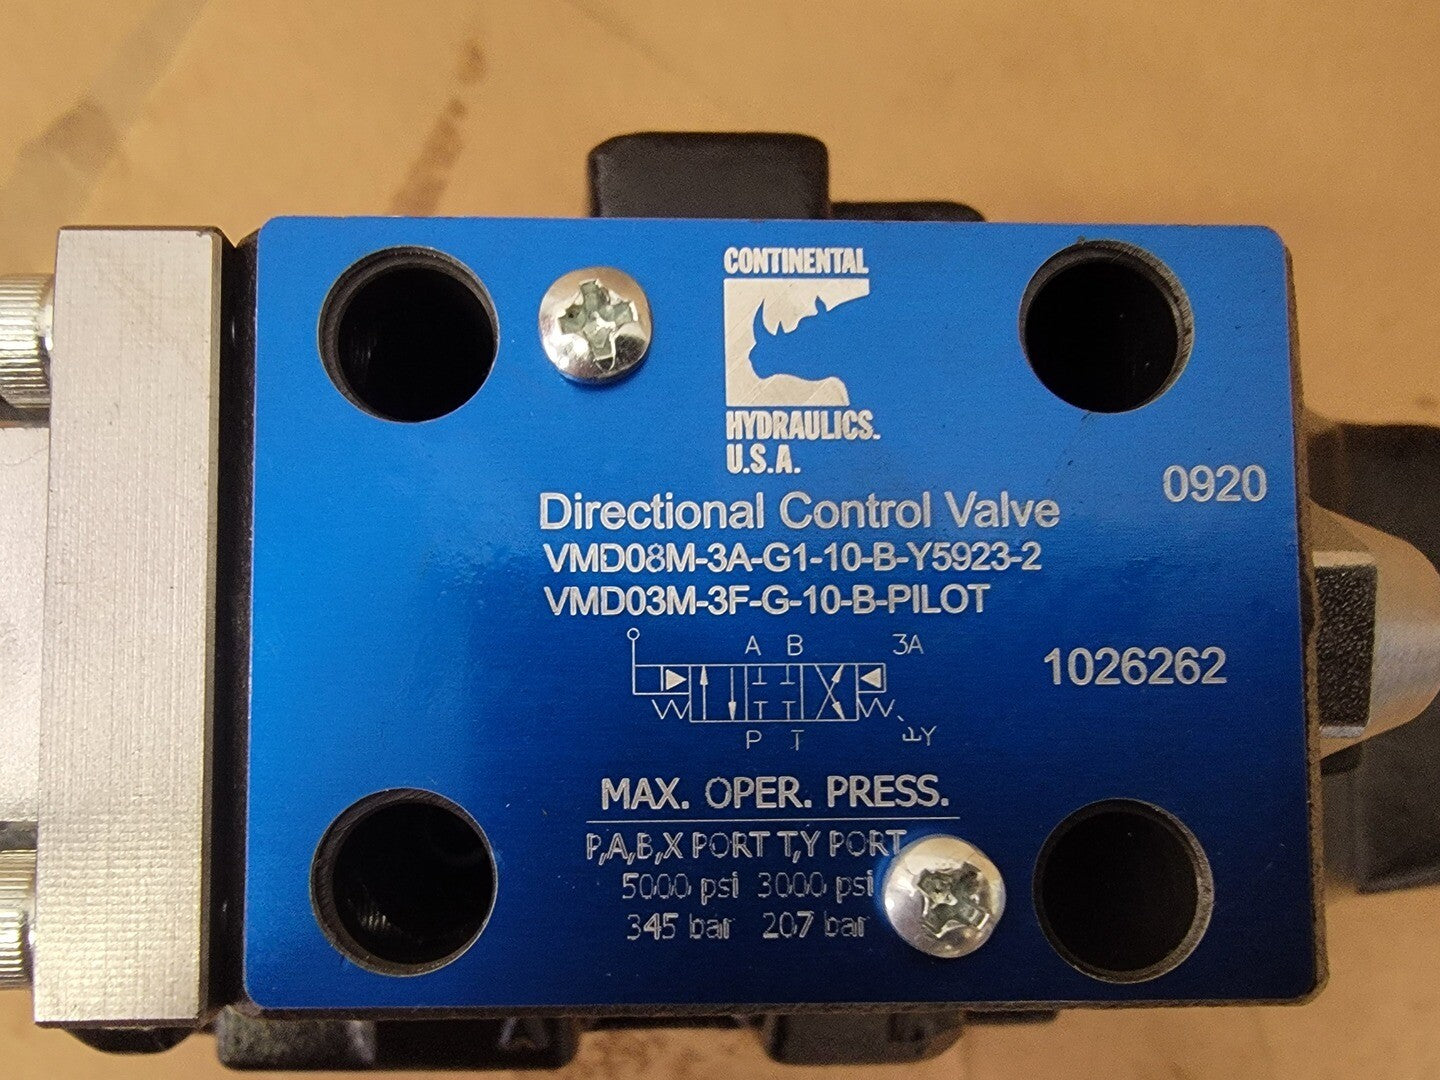 CONTINENTAL
HYDRAULICS.
U.S.A.
0920
Directional Control Valve
VMD08M-3A-G1-10-B-Y5923-2
VMD03M-3F-G-10-B-PILOT
A B 3A
1026262
P T Y
MAX. OPER. PRESS.
P,A,B,X PORT T,Y PORT
5000 psi 3000 psi
345 bar 207 bar